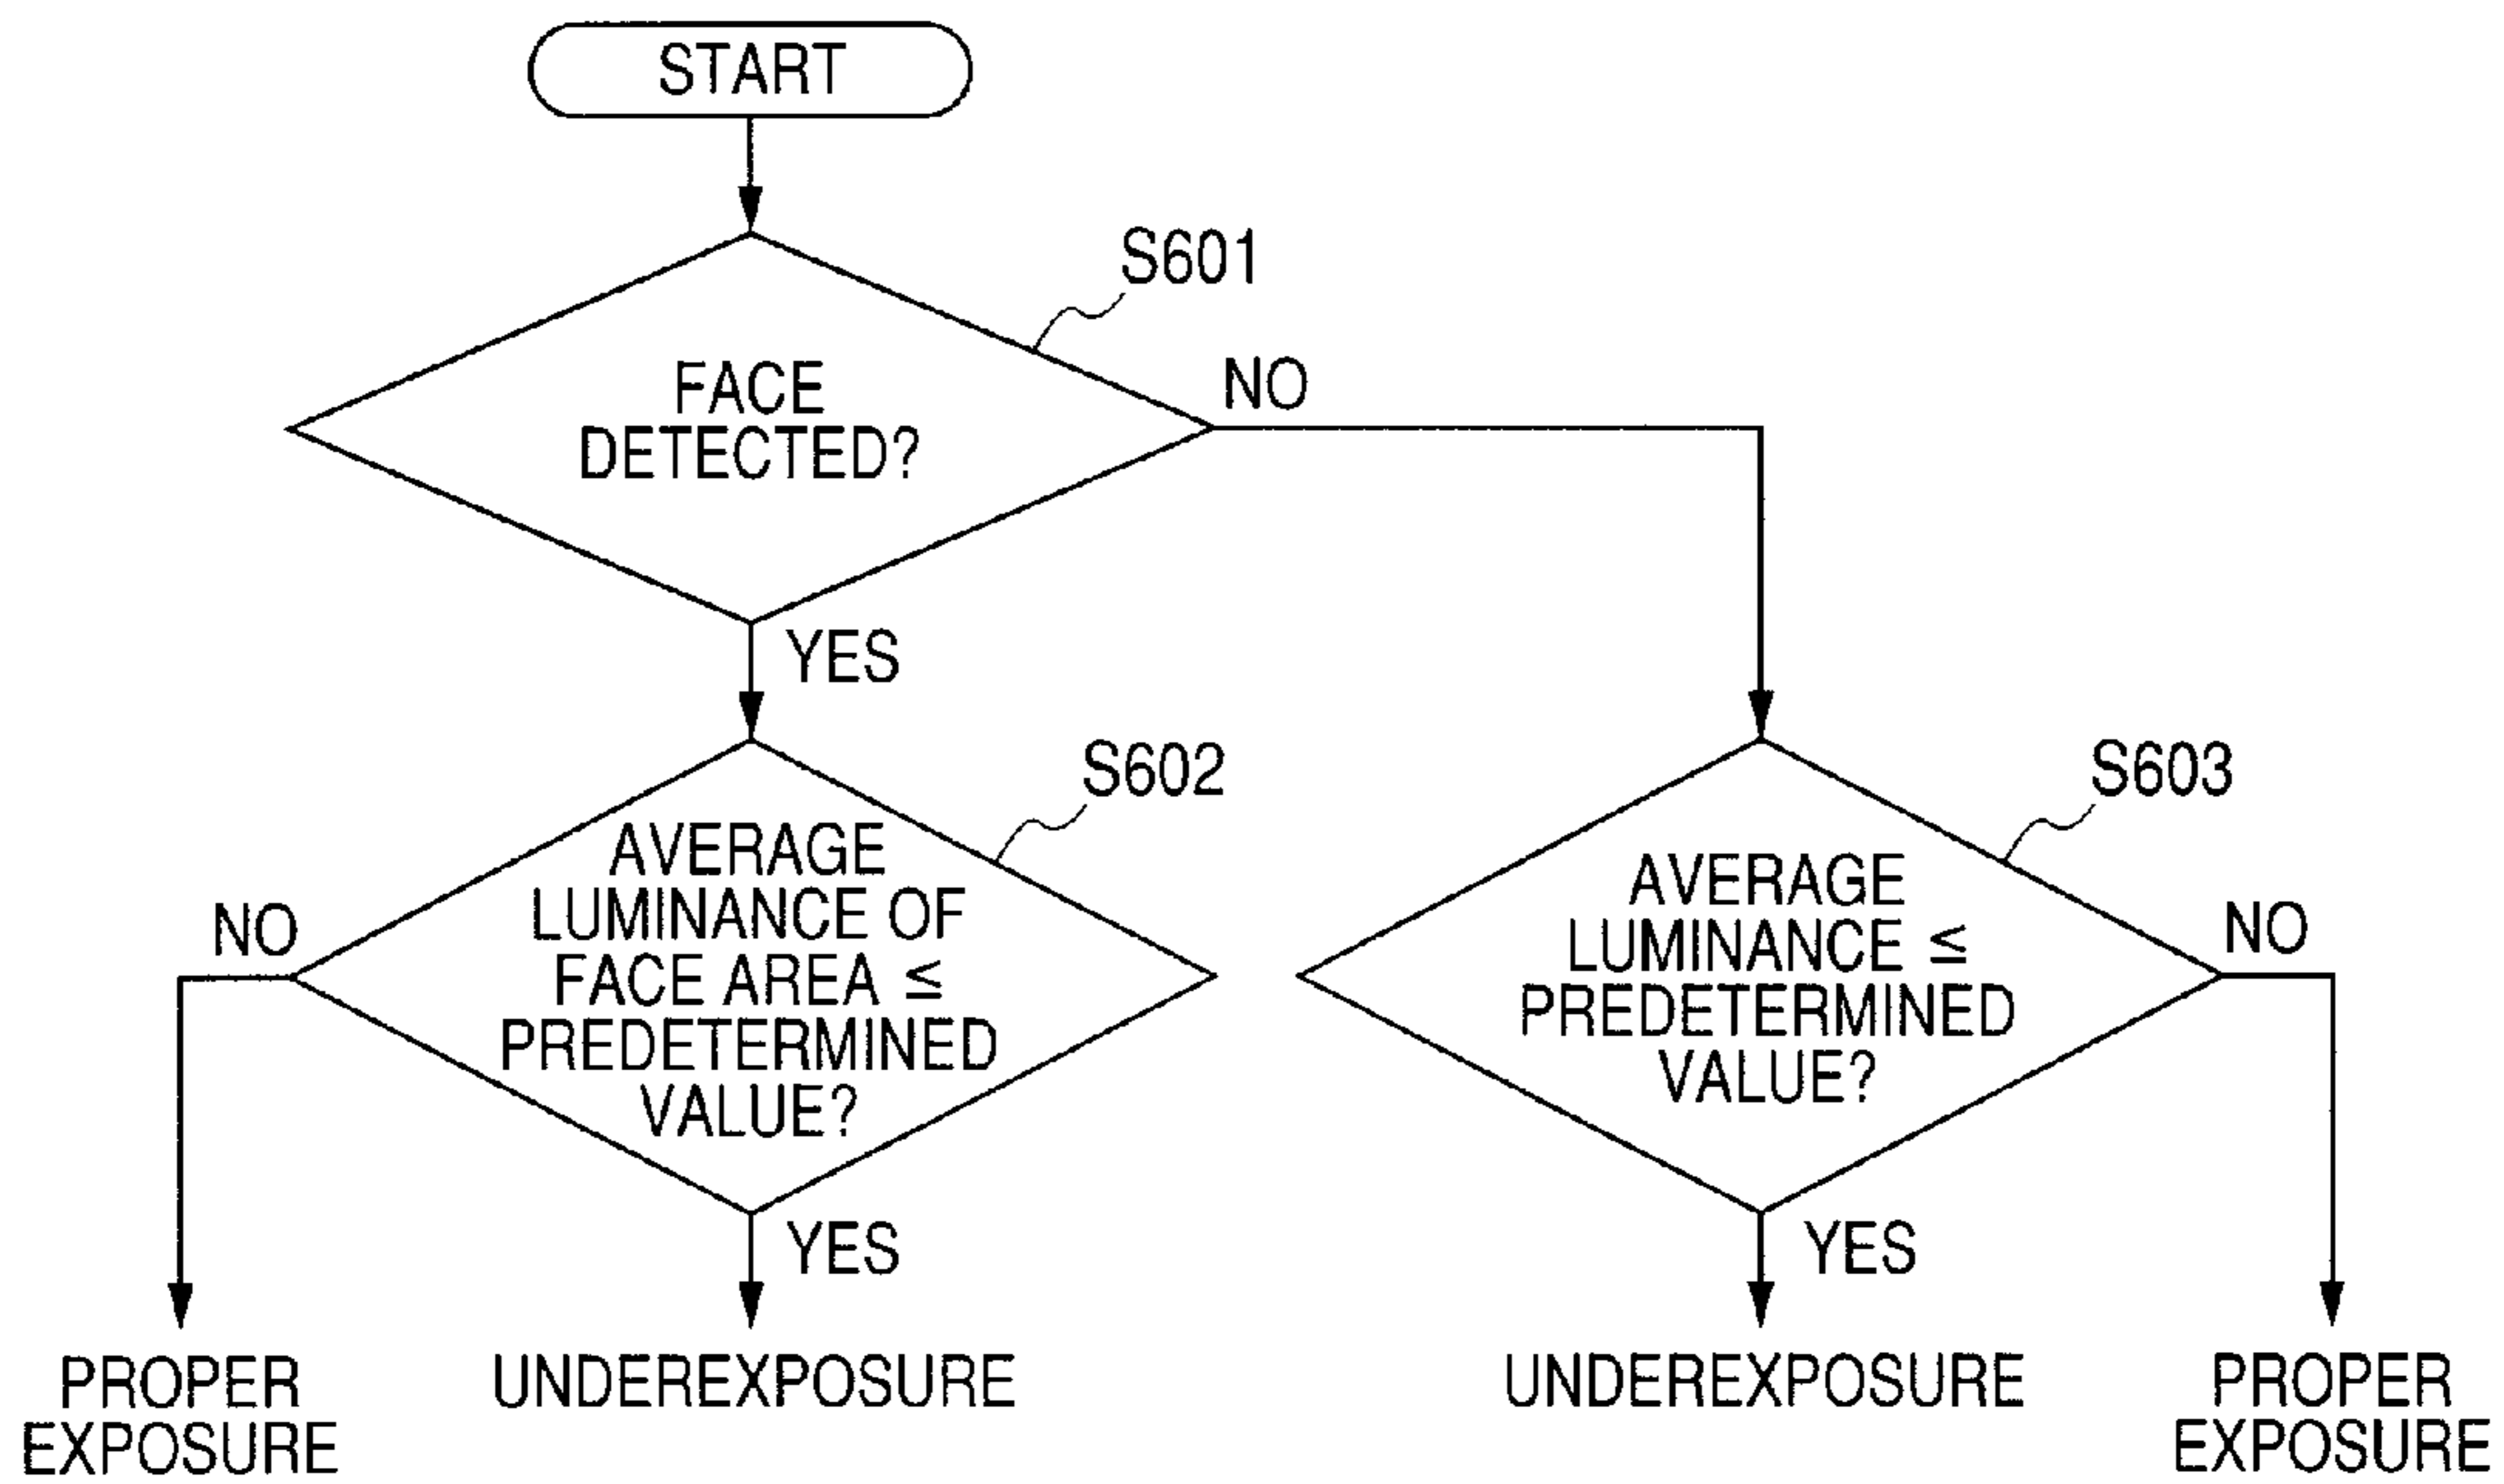 START
S601
FACE
DETECTED?
NO
YES
S602
AVERAGE
LUMINANCE OF
FACE AREA ≤
PREDETERMINED
VALUE?
NO
YES
S603
AVERAGE
LUMINANCE ≤
PREDETERMINED
VALUE?
NO
YES
PROPER
EXPOSURE
UNDEREXPOSURE
UNDEREXPOSURE
PROPER
EXPOSURE